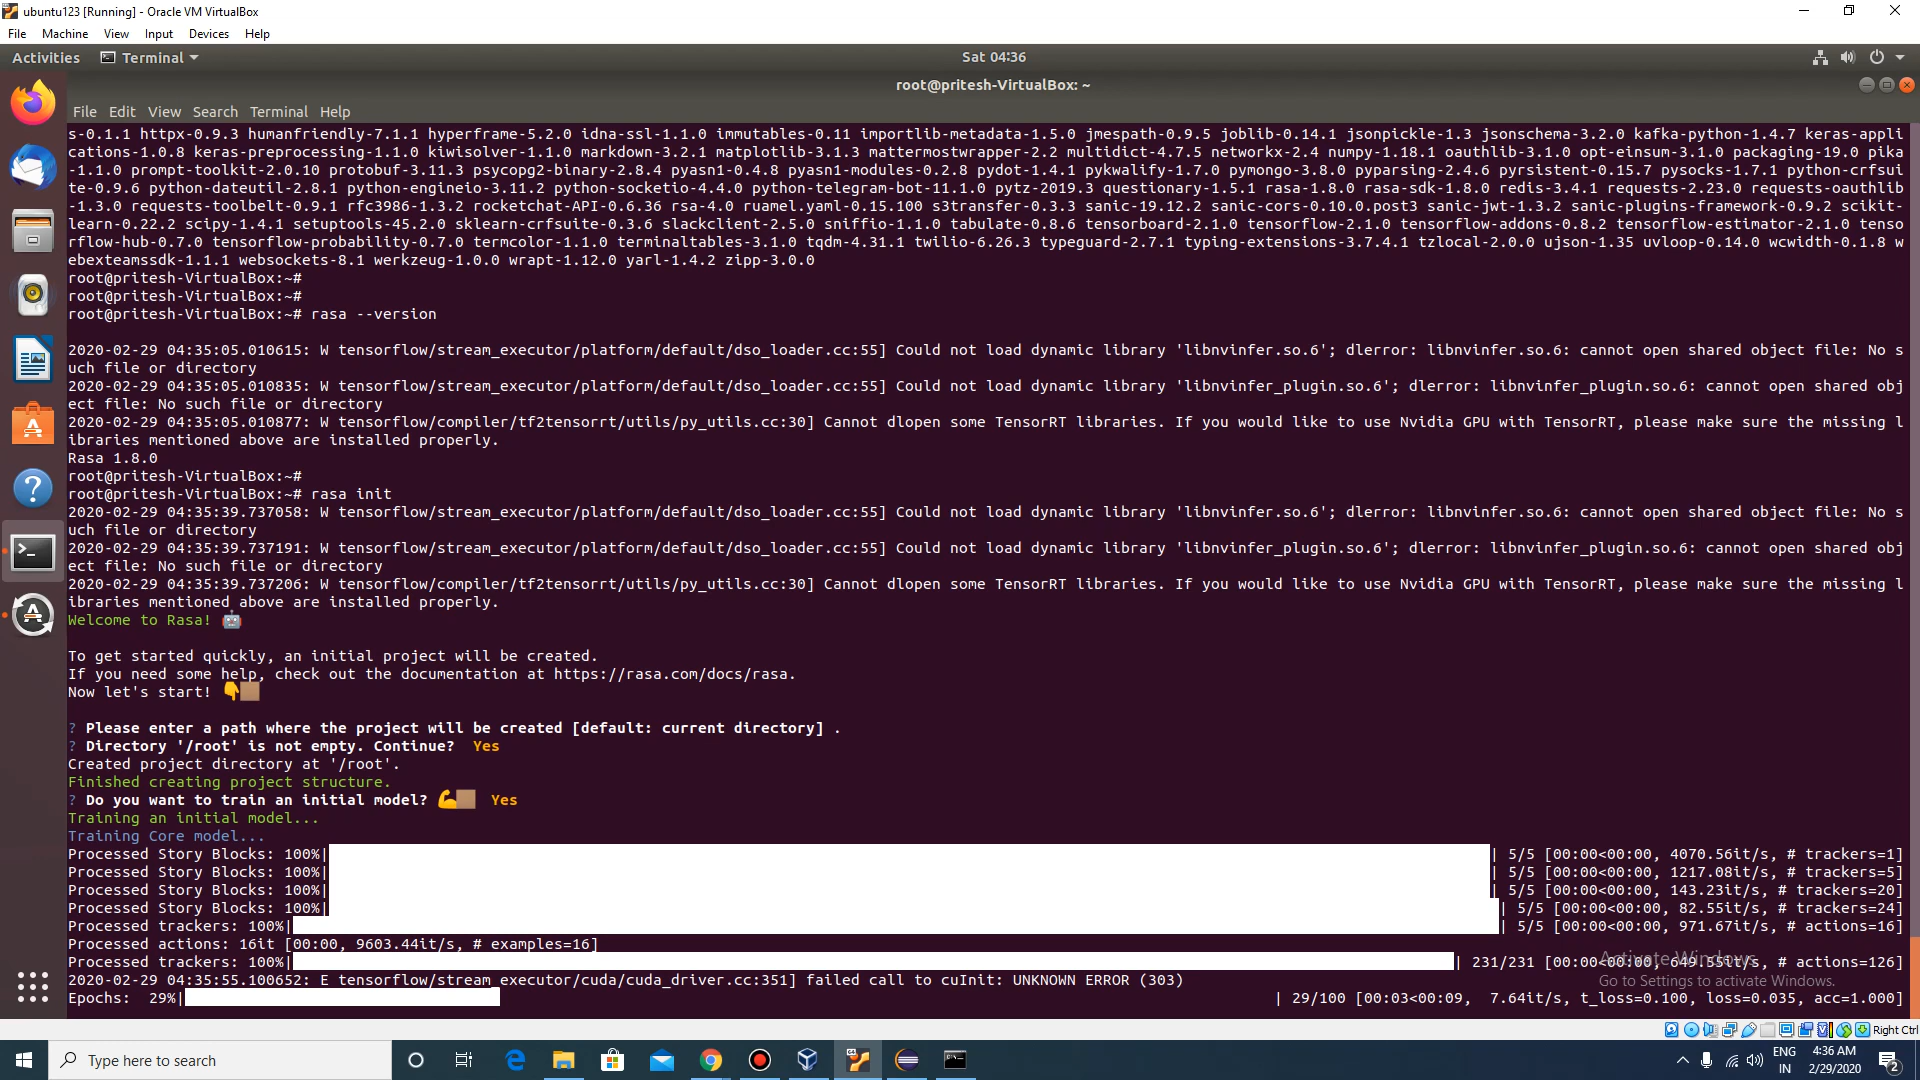 ubuntu123 [Running] - Oracle VM VirtualBox
File Machine View Input Devices Help
Activities Terminal Sat 04:36
root@pritesh-VirtualBox: ~
File Edit View Search Terminal Help
s-0.1.1 httpx-0.9.3 humanfriendly-7.1.1 hyperframe-5.2.0 idna-ssl-1.1.0 immutables-0.11 importlib-metadata-1.5.0 jmespath-0.9.5 joblib-0.14.1 jsonpickle-1.3 jsonschema-3.2.0 kafka-python-1.4.7 keras-appli
cations-1.0.8 keras-preprocessing-1.1.0 kiwisolver-1.1.0 markdown-3.2.1 matplotlib-3.1.3 mattermostwrapper-2.2 multidict-4.7.5 networkx-2.4 numpy-1.18.1 oauthlib-3.1.0 opt-einsum-3.1.0 packaging-19.0 pika
-1.1.0 prompt-toolkit-2.0.10 protobuf-3.11.3 psycopg2-binary-2.8.4 pyasn1-0.4.8 pyasn1-modules-0.2.8 pydot-1.4.1 pykwalify-1.7.0 pymongo-3.8.0 pyparsing-2.4.6 pyrsistent-0.15.7 pysocks-1.7.1 python-crfsui
te-0.9.6 python-dateutil-2.8.1 python-engineio-3.11.2 python-socketio-4.4.0 python-telegram-bot-11.1.0 pytz-2019.3 questionary-1.5.1 rasa-1.8.0 rasa-sdk-1.8.0 redis-3.4.1 requests-2.23.0 requests-oauthlib
-1.3.0 requests-toolbelt-0.9.1 rfc3986-1.3.2 rocketchat-API-0.6.36 rsa-4.0 ruamel.yaml-0.15.100 s3transfer-0.3.3 sanic-19.12.2 sanic-cors-0.10.0.post3 sanic-jwt-1.3.2 sanic-plugins-framework-0.9.2 scikit-
learn-0.22.2 scipy-1.4.1 setuptools-45.2.0 sklearn-crfsuite-0.3.6 slackclient-2.5.0 sniffio-1.1.0 tabulate-0.8.6 tensorboard-2.1.0 tensorflow-2.1.0 tensorflow-addons-0.8.2 tensorflow-estimator-2.1.0 tenso
rflow-hub-0.7.0 tensorflow-probability-0.7.0 termcolor-1.1.0 terminaltables-3.1.0 tqdm-4.31.1 twilio-6.26.3 typeguard-2.7.1 typing-extensions-3.7.4.1 tzlocal-2.0.0 ujson-1.35 uvloop-0.14.0 wcwidth-0.1.8 w
ebexteamssdk-1.1.1 websockets-8.1 werkzeug-1.0.0 wrapt-1.12.0 yarl-1.4.2 zipp-3.0.0
root@pritesh-VirtualBox:~#
root@pritesh-VirtualBox:~#
root@pritesh-VirtualBox:~# rasa --version
2020-02-29 04:35:05.010615: W tensorflow/stream_executor/platform/default/dso_loader.cc:55] Could not load dynamic library 'libnvinfer.so.6'; dlerror: libnvinfer.so.6: cannot open shared object file: No s
uch file or directory
2020-02-29 04:35:05.010835: W tensorflow/stream_executor/platform/default/dso_loader.cc:55] Could not load dynamic library 'libnvinfer_plugin.so.6'; dlerror: libnvinfer_plugin.so.6: cannot open shared obj
ect file: No such file or directory
2020-02-29 04:35:05.010877: W tensorflow/compiler/tf2tensorrt/utils/py_utils.cc:30] Cannot dlopen some TensorRT libraries. If you would like to use Nvidia GPU with TensorRT, please make sure the missing l
ibraries mentioned above are installed properly.
Rasa 1.8.0
root@pritesh-VirtualBox:~#
root@pritesh-VirtualBox:~# rasa init
2020-02-29 04:35:39.737058: W tensorflow/stream_executor/platform/default/dso_loader.cc:55] Could not load dynamic library 'libnvinfer.so.6'; dlerror: libnvinfer.so.6: cannot open shared object file: No s
uch file or directory
2020-02-29 04:35:39.737191: W tensorflow/stream_executor/platform/default/dso_loader.cc:55] Could not load dynamic library 'libnvinfer_plugin.so.6'; dlerror: libnvinfer_plugin.so.6: cannot open shared obj
ect file: No such file or directory
2020-02-29 04:35:39.737206: W tensorflow/compiler/tf2tensorrt/utils/py_utils.cc:30] Cannot dlopen some TensorRT libraries. If you would like to use Nvidia GPU with TensorRT, please make sure the missing l
ibraries mentioned above are installed properly.
Welcome to Rasa! 🤖
To get started quickly, an initial project will be created.
If you need some help, check out the documentation at https://rasa.com/docs/rasa.
Now let's start! 👇🏽
? Please enter a path where the project will be created [default: current directory] .
? Directory '/root' is not empty. Continue? Yes
Created project directory at '/root'.
Finished creating project structure.
? Do you want to train an initial model? 💪🏽 Yes
Training an initial model...
Training Core model...
Processed Story Blocks: 100%| | 5/5 [00:00<00:00, 4070.56it/s, # trackers=1]
Processed Story Blocks: 100%| | 5/5 [00:00<00:00, 1217.08it/s, # trackers=5]
Processed Story Blocks: 100%| | 5/5 [00:00<00:00, 143.23it/s, # trackers=20]
Processed Story Blocks: 100%| | 5/5 [00:00<00:00, 82.55it/s, # trackers=24]
Processed trackers: 100%| | 5/5 [00:00<00:00, 971.67it/s, # actions=16]
Processed actions: 16it [00:00, 9603.44it/s, # examples=16]
Processed trackers: 100%| | 231/231 [00:00<00:00, 649.55it/s, # actions=126]
2020-02-29 04:35:55.100652: E tensorflow/stream_executor/cuda/cuda_driver.cc:351] failed call to cuInit: UNKNOWN ERROR (303)
Epochs: 29%| | 29/100 [00:03<00:09, 7.64it/s, t_loss=0.100, loss=0.035, acc=1.000]
Activate Windows
Go to Settings to activate Windows.
Right Ctrl
Type here to search
ENG
IN
4:36 AM
2/29/2020
2